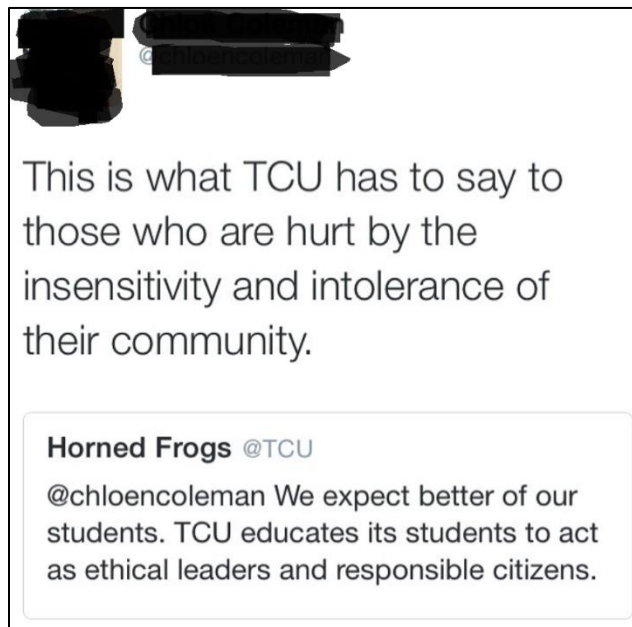 This is what TCU has to say to
those who are hurt by the
insensitivity and intolerance of
their community.
Horned Frogs @TCU
@chloencoleman We expect better of our
students. TCU educates its students to act
as ethical leaders and responsible citizens.